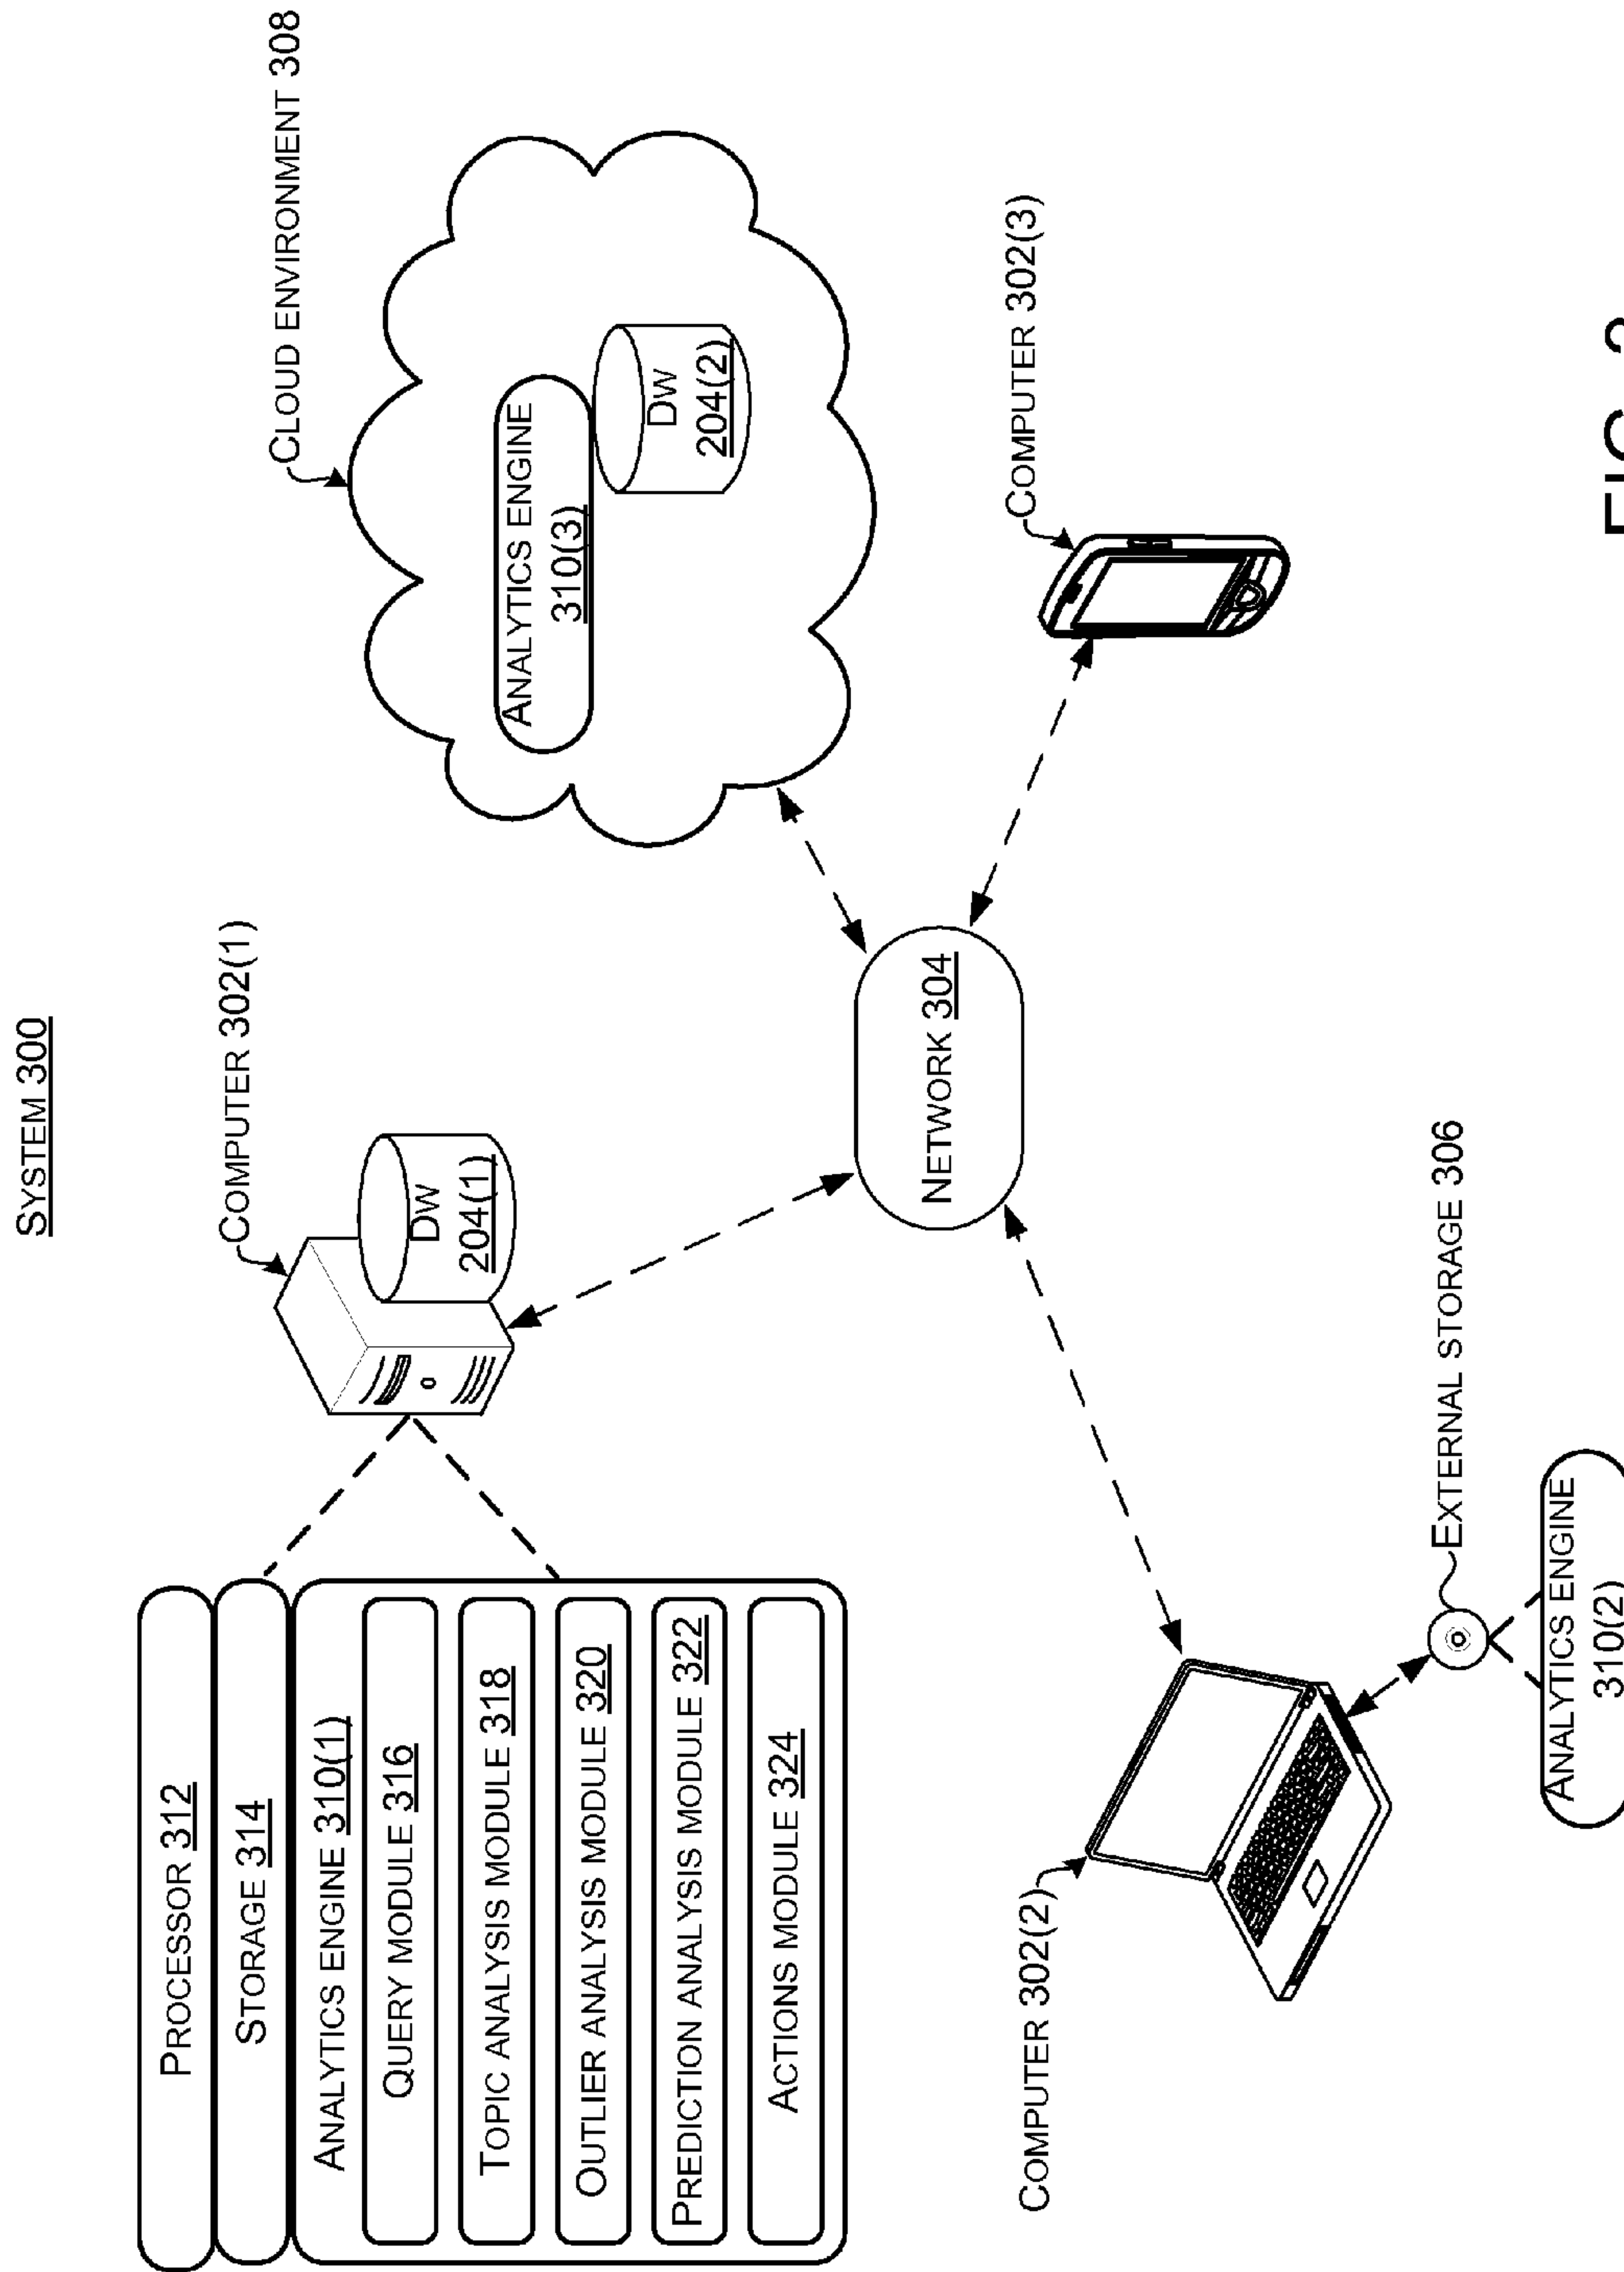 SYSTEM 300
COMPUTER 302(1)
CLOUD ENVIRONMENT 308
PROCESSOR 312
STORAGE 314
ANALYTICS ENGINE 310(1)
QUERY MODULE 316
TOPIC ANALYSIS MODULE 318
OUTLIER ANALYSIS MODULE 320
PREDICTION ANALYSIS MODULE 322
ACTIONS MODULE 324
DW
204(1)
ANALYTICS ENGINE
310(3)
DW
204(2)
NETWORK 304
COMPUTER 302(2)
COMPUTER 302(3)
EXTERNAL STORAGE 306
ANALYTICS ENGINE
310(2)